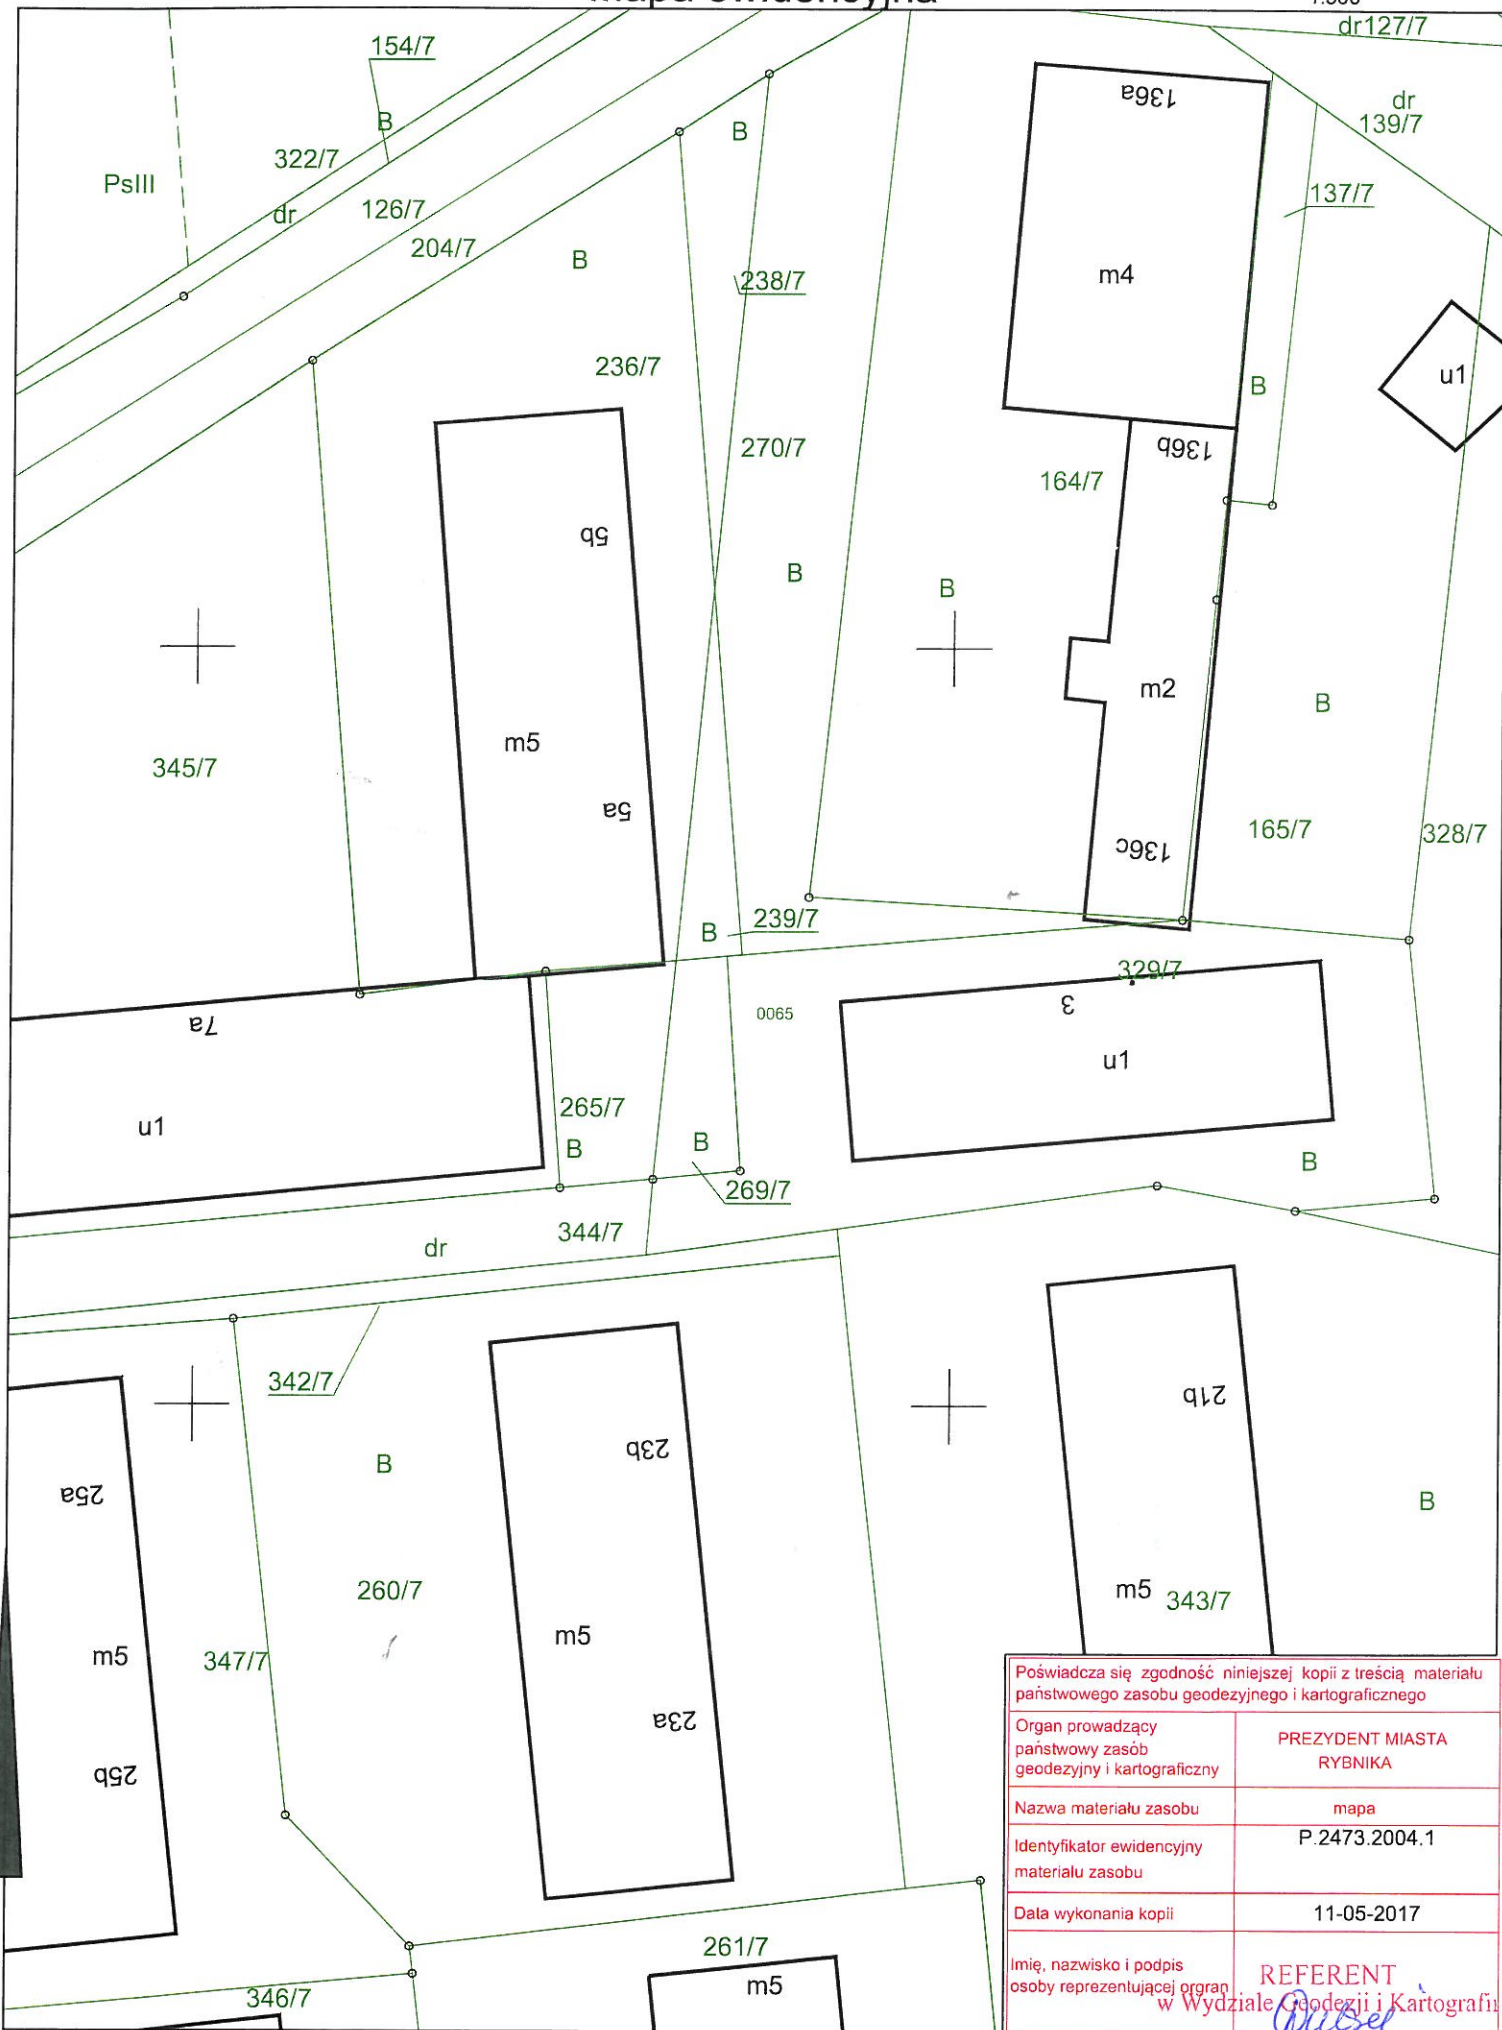 dr127/7
154/7
136a
dr
139/7
B
B
322/7
PsIII
137/7
dr
126/7
204/7
B
m4
238/7
236/7
u1
B
270/7
136b
164/7
5b
B
B
m2
B
m5
345/7
5a
165/7
328/7
136c
239/7
B
329/7
7a
3
0065
u1
265/7
u1
B
B
B
269/7
344/7
dr
342/7
21b
23b
B
25a
B
260/7
m5
343/7
m5
m5
347/7
23a
25b
261/7
m5
346/7
Poświadcza się zgodność niniejszej kopii z treścią materiału
państwowego zasobu geodezyjnego i kartograficznego
Organ prowadzący
państwowy zasób
geodezyjny i kartograficzny
PREZYDENT MIASTA
RYBNIKA
Nazwa materiału zasobu
mapa
Identyfikator ewidencyjny
materiału zasobu
P.2473.2004.1
Data wykonania kopii
11-05-2017
Imię, nazwisko i podpis
osoby reprezentującej orgran
REFERENT
w Wydziale Geodezji i Kartografii